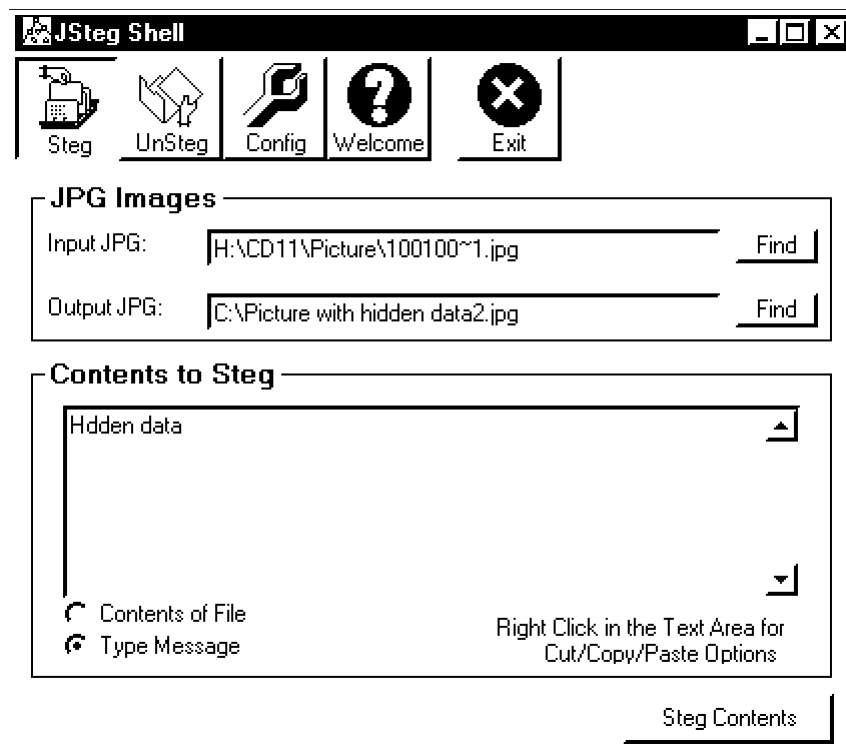 JSteg Shell
Steg UnSteg Config Welcome Exit
JPG Images
Input JPG: H:\CD11\Picture\100100~1.jpg Find
Output JPG: C:\Picture with hidden data2.jpg Find
Contents to Steg
Hdden data
Contents of File
Type Message
Right Click in the Text Area for
Cut/Copy/Paste Options
Steg Contents